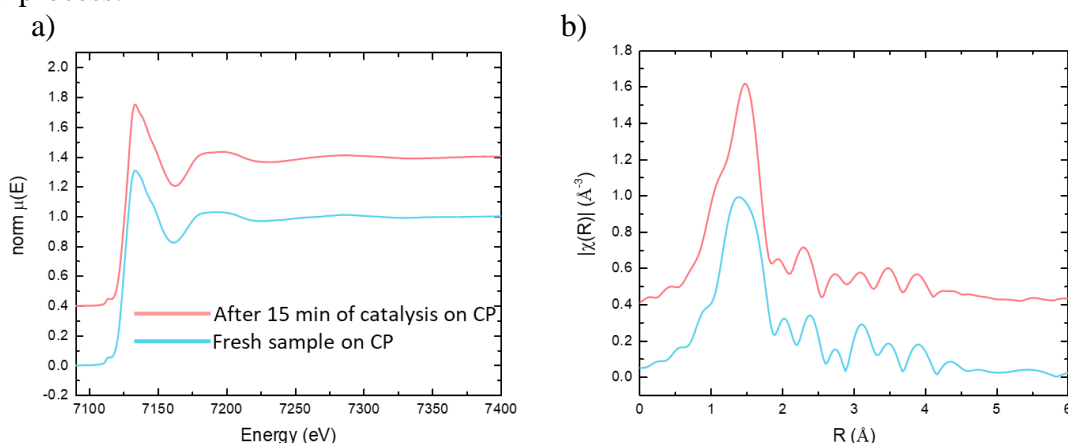 process.
a)
b)
2.0
1.8
1.6
1.4
1.2
1.0
0.8
0.6
0.4
0.2
0.0
-0.2
norm μ(E)
After 15 min of catalysis on CP
Fresh sample on CP
7100 7150 7200 7250 7300 7350 7400
Energy (eV)
1.8
1.6
1.4
1.2
1.0
0.8
0.6
0.4
0.2
0.0
|χ(R)| (Å⁻³)
0 1 2 3 4 5 6
R (Å)